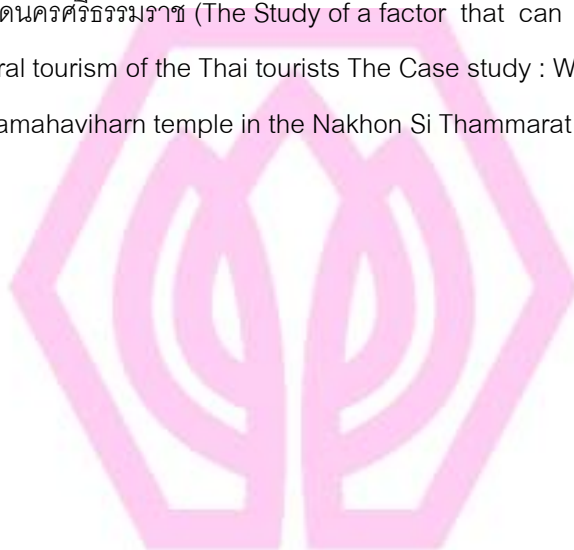 ดนครศรีธรรมราช (The Study of a factor that can
ral tourism of the Thai tourists The Case study : W
amahaviharn temple in the Nakhon Si Thammarat